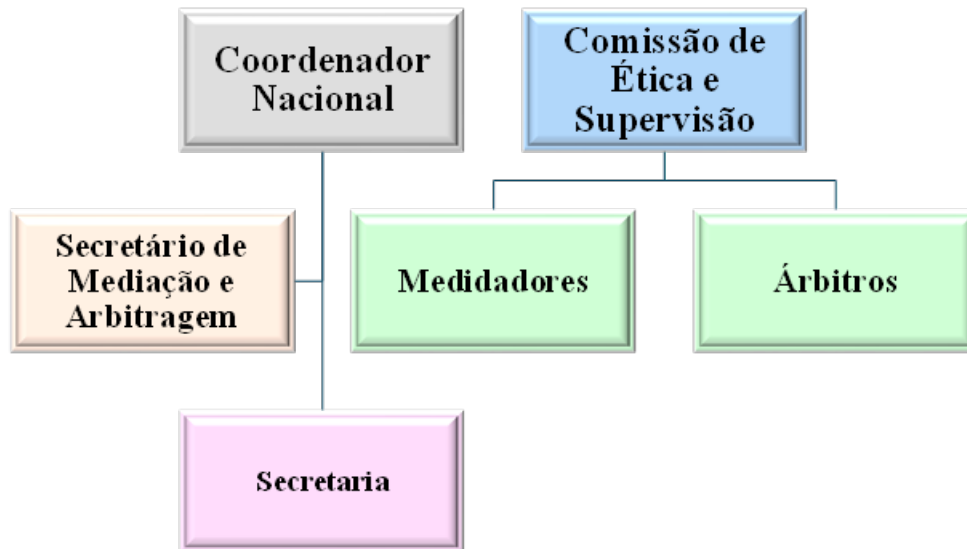 Coordenador
Nacional
Comissão de
Ética e
Supervisão
Secretário de
Mediação e
Arbitragem
Medidadores
Árbitros
Secretaria